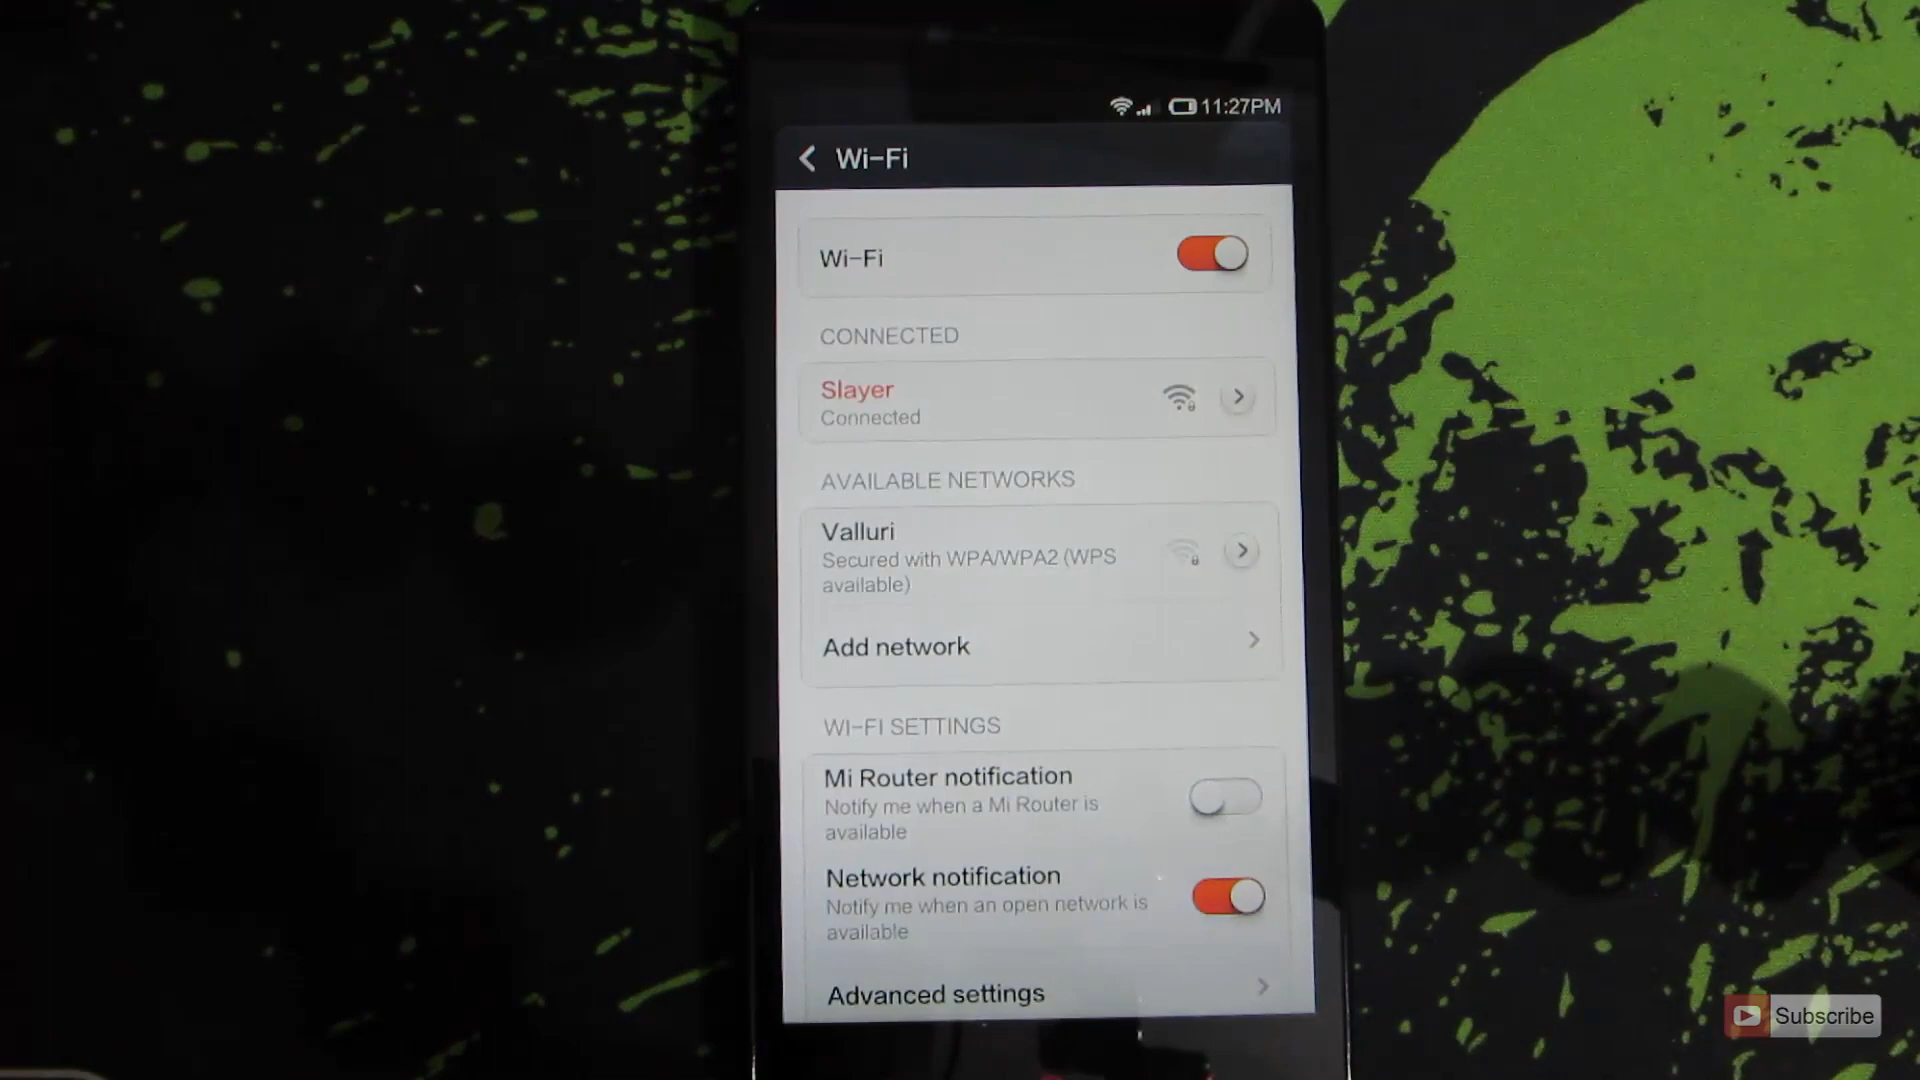 11:27PM
Wi-Fi
Wi-Fi
CONNECTED
Slayer
Connected
AVAILABLE NETWORKS
Valluri
Secured with WPA/WPA2 (WPS
available)
Add network
WI-FI SETTINGS
Mi Router notification
Notify me when a Mi Router is
available
Network notification
Notify me when an open network is
available
Advanced settings
Subscribe